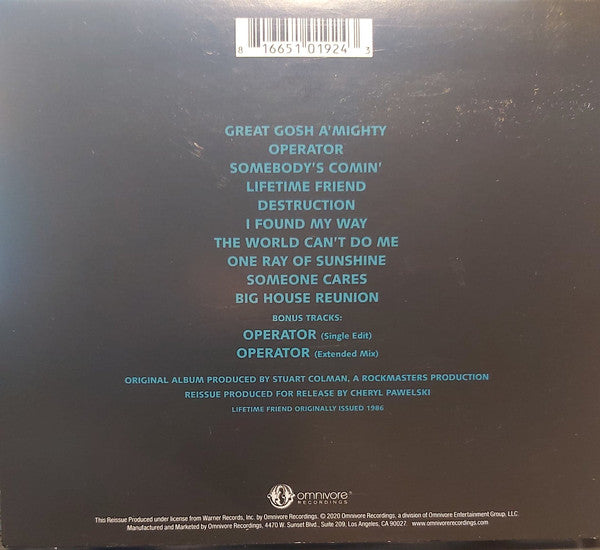 8 16651 01924 3
GREAT GOSH A'MIGHTY
OPERATOR
SOMEBODY'S COMIN'
LIFETIME FRIEND
DESTRUCTION
I FOUND MY WAY
THE WORLD CAN'T DO ME
ONE RAY OF SUNSHINE
SOMEONE CARES
BIG HOUSE REUNION
BONUS TRACKS:
OPERATOR (Single Edit)
OPERATOR (Extended Mix)
ORIGINAL ALBUM PRODUCED BY STUART COLMAN, A ROCKMASTERS PRODUCTION
REISSUE PRODUCED FOR RELEASE BY CHERYL PAWELSKI
LIFETIME FRIEND ORIGINALLY ISSUED 1986
omnivore
RECORDINGS
This Reissue Produced under license from Warner Records, Inc. by Omnivore Recordings. © 2020 Omnivore Recordings, a division of Omnivore Entertainment Group, LLC.
Manufactured and Marketed by Omnivore Recordings, 4470 W. Sunset Blvd., Suite 209, Los Angeles, CA 90027. www.omnivorerecordings.com